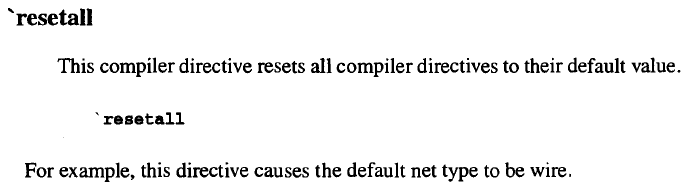 `resetall
This compiler directive resets all compiler directives to their default value.
`resetall
For example, this directive causes the default net type to be wire.